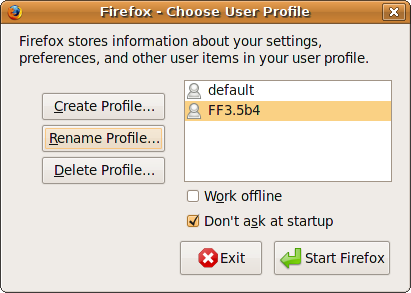 Firefox - Choose User Profile
Firefox stores information about your settings,
preferences, and other user items in your user profile.
Create Profile...
Rename Profile...
Delete Profile...
default
FF3.5b4
Work offline
Don't ask at startup
Exit
Start Firefox